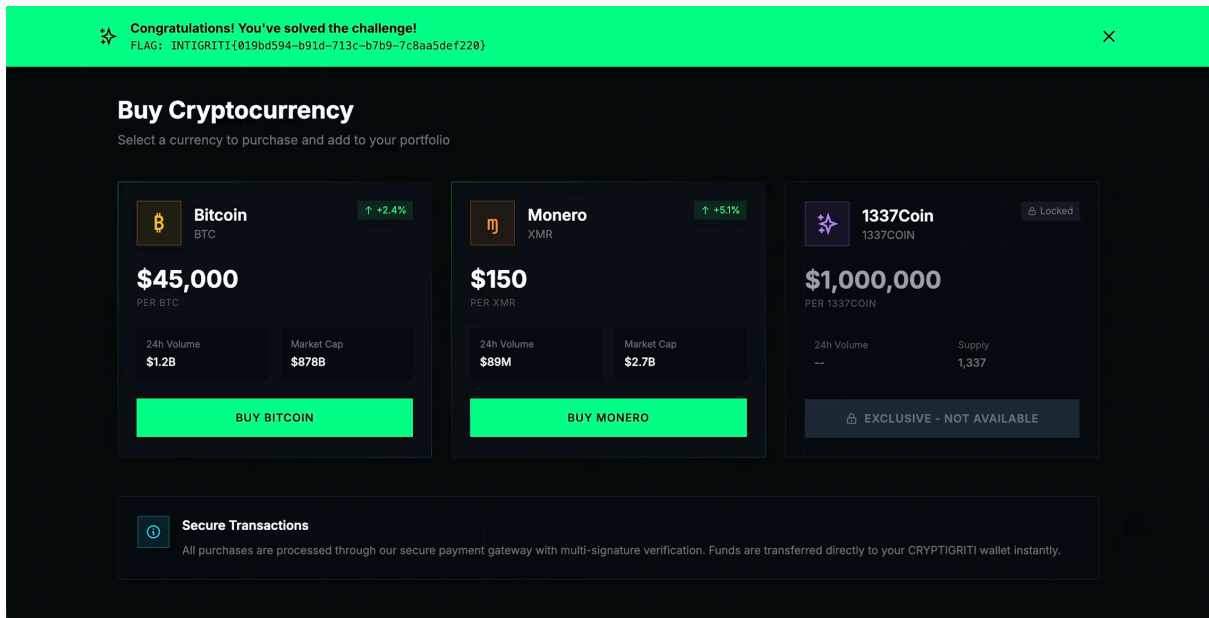 Congratulations! You've solved the challenge!
FLAG: INTIGRITI{019bd594-b91d-713c-b7b9-7c8aa5def220}
Buy Cryptocurrency
Select a currency to purchase and add to your portfolio
Bitcoin
BTC
↑ +2.4%
$45,000
PER BTC
24h Volume
$1.2B
Market Cap
$878B
BUY BITCOIN
Monero
XMR
↑ +5.1%
$150
PER XMR
24h Volume
$89M
Market Cap
$2.7B
BUY MONERO
1337Coin
1337COIN
Locked
$1,000,000
PER 1337COIN
24h Volume
--
Supply
1,337
EXCLUSIVE - NOT AVAILABLE
Secure Transactions
All purchases are processed through our secure payment gateway with multi-signature verification. Funds are transferred directly to your CRYPTIGRITI wallet instantly.